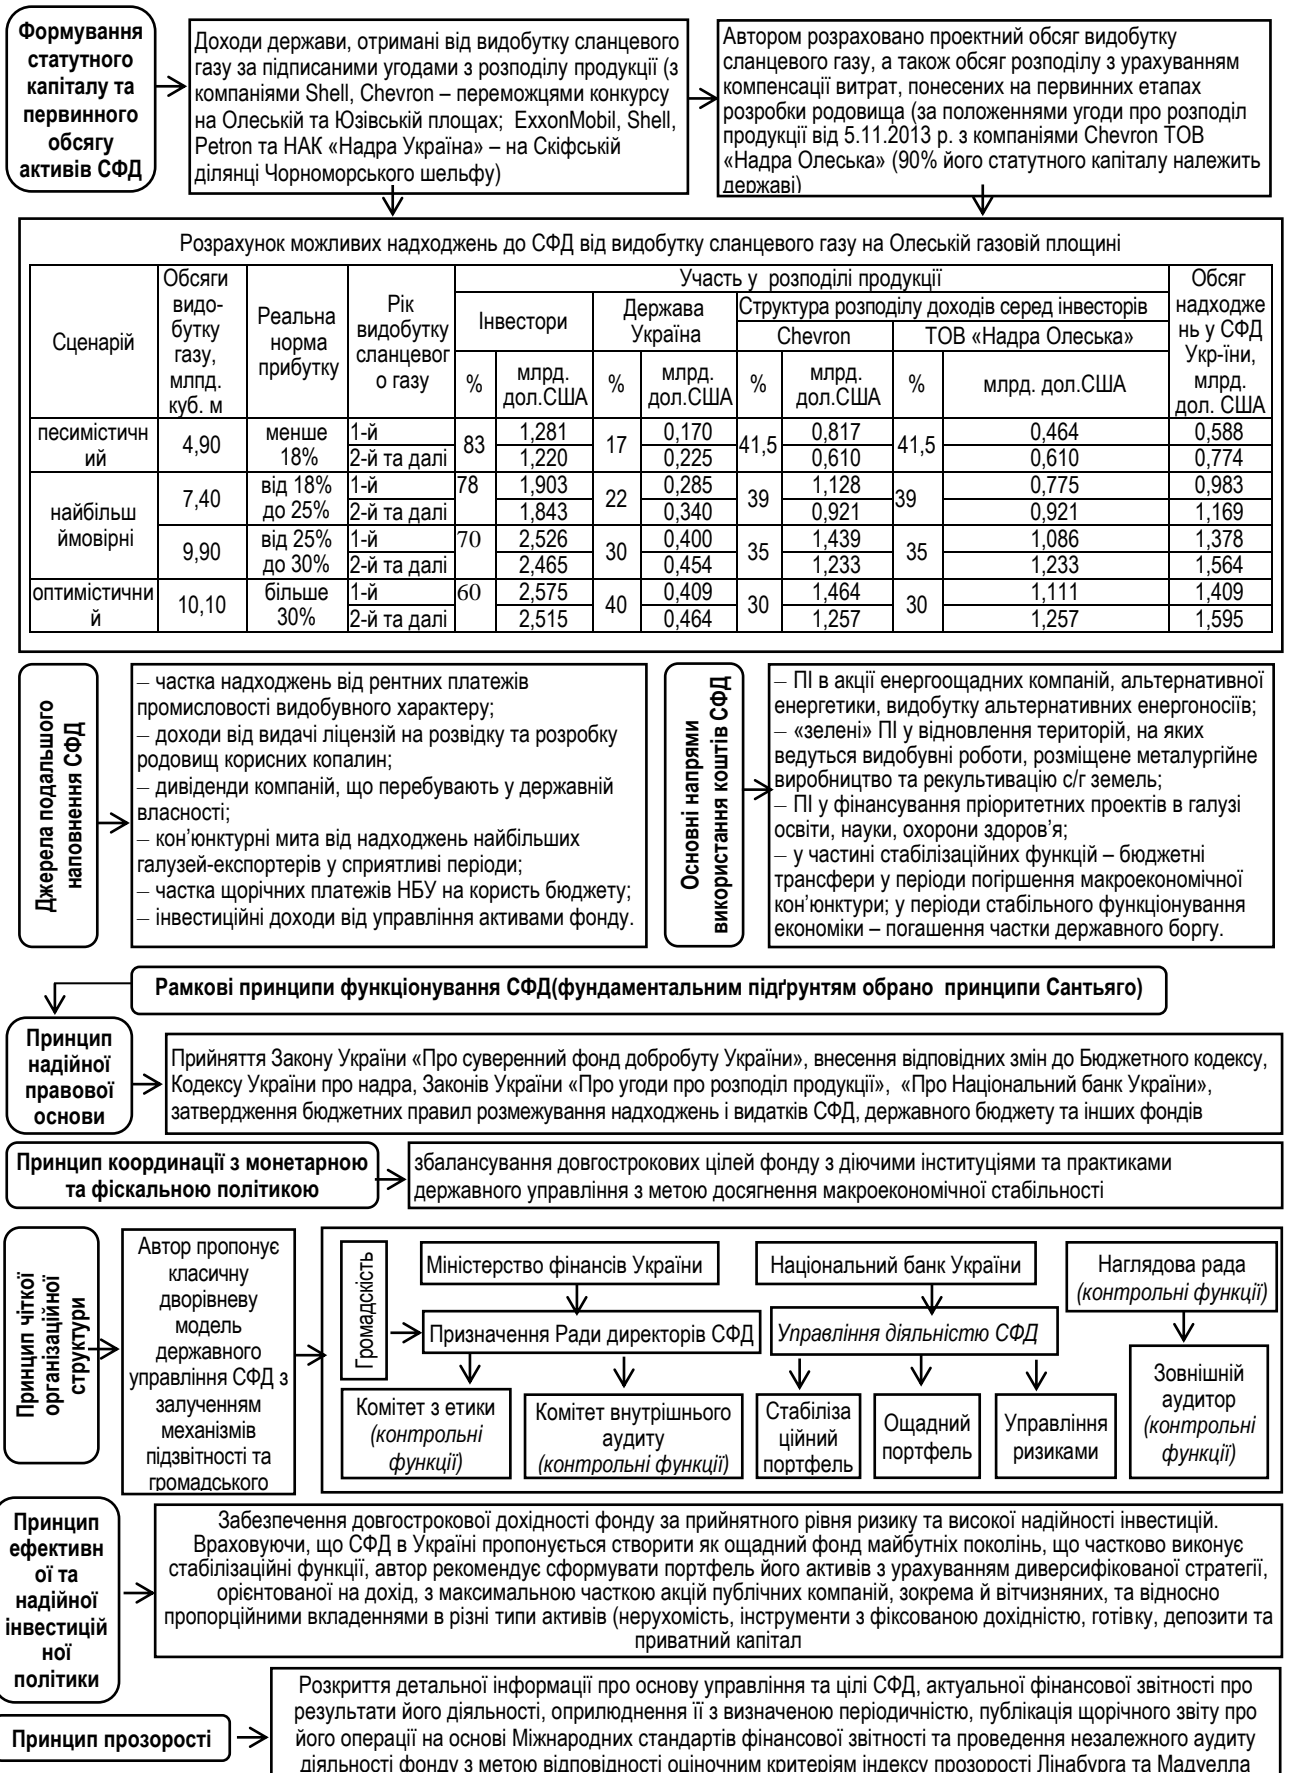 Формування
статутного
капіталу та
первинного
обсягу
активів СФД
Доходи держави, отримані від видобутку сланцевого
газу за підписаними угодами з розподілу продукції (з
компаніями Shell, Chevron – переможцями конкурсу
на Олеській та Юзівській площах; ExxonMobil, Shell,
Petron та НАК «Надра Україна» – на Скіфській
ділянці Чорноморського шельфу)
Автором розраховано проектний обсяг видобутку
сланцевого газу, а також обсяг розподілу з урахуванням
компенсації витрат, понесених на первинних етапах
розробки родовища (за положеннями угоди про розподіл
продукції від 5.11.2013 р. з компаніями Chevron ТОВ
«Надра Олеська» (90% його статутного капіталу належить
державі)
Розрахунок можливих надходжень до СФД від видобутку сланцевого газу на Олеській газовій площині
Сценарій
Обсяги
видо-
бутку
газу,
млпд.
куб. м
Реальна
норма
прибутку
Рік
видобутку
сланцевог
о газу
Участь у розподілі продукції
Інвестори
Держава
Україна
Структура розподілу доходів серед інвесторів
Chevron
ТОВ «Надра Олеська»
Обсяг
надходже
нь у СФД
Укр-їни,
млрд.
дол. США
% млрд. дол.США % млрд. дол.США % млрд. дол.США % млрд. дол.США
песимістичн
ий
4,90 менше 18% 83 17 41,5 41,5
1-й 1,281 0,170 0,817 0,464 0,588
2-й та далі 1,220 0,225 0,610 0,610 0,774
найбільш
ймовірні
7,40 від 18% до 25% 78 22 39 39
1-й 1,903 0,285 1,128 0,775 0,983
2-й та далі 1,843 0,340 0,921 0,921 1,169
9,90 від 25% до 30% 70 30 35 35
1-й 2,526 0,400 1,439 1,086 1,378
2-й та далі 2,465 0,454 1,233 1,233 1,564
оптимістични
й
10,10 більше 30% 60 40 30 30
1-й 2,575 0,409 1,464 1,111 1,409
2-й та далі 2,515 0,464 1,257 1,257 1,595
Джерела подальшого
наповнення СФД
– частка надходжень від рентних платежів
промисловості видобувного характеру;
– доходи від видачі ліцензій на розвідку та розробку
родовищ корисних копалин;
– дивіденди компаній, що перебувають у державній
власності;
– кон’юнктурні мита від надходжень найбільших
галузей-експортерів у сприятливі періоди;
– частка щорічних платежів НБУ на користь бюджету;
– інвестиційні доходи від управління активами фонду.
Основні напрями
використання коштів СФД
– ПІ в акції енергоощадних компаній, альтернативної
енергетики, видобутку альтернативних енергоносіїв;
– «зелені» ПІ у відновлення територій, на яких
ведуться видобувні роботи, розміщене металургійне
виробництво та рекультивацію с/г земель;
– ПІ у фінансування пріоритетних проектів в галузі
освіти, науки, охорони здоров’я;
– у частині стабілізаційних функцій – бюджетні
трансфери у періоди погіршення макроекономічної
кон’юнктури; у періоди стабільного функціонування
економіки – погашення частки державного боргу.
Рамкові принципи функціонування СФД(фундаментальним підґрунтям обрано принципи Сантьяго)
Принцип
надійної
правової
основи
Прийняття Закону України «Про суверенний фонд добробуту України», внесення відповідних змін до Бюджетного кодексу,
Кодексу України про надра, Законів України «Про угоди про розподіл продукції», «Про Національний банк України»,
затвердження бюджетних правил розмежування надходжень і видатків СФД, державного бюджету та інших фондів
Принцип координації з монетарною
та фіскальною політикою
збалансування довгострокових цілей фонду з діючими інституціями та практиками
державного управління з метою досягнення макроекономічної стабільності
Принцип чіткої
організаційної
структури
Автор пропонує
класичну
дворівневу
модель
державного
управління СФД з
залученням
механізмів
підзвітності та
громадського
Громадскість
Міністерство фінансів України
Національний банк України
Наглядова рада
(контрольні функції)
Призначення Ради директорів СФД
Управління діяльністю СФД
Комітет з етики
(контрольні
функції)
Комітет внутрішнього
аудиту
(контрольні функції)
Стабіліза
ційний
портфель
Ощадний
портфель
Управління
ризиками
Зовнішній
аудитор
(контрольні
функції)
Принцип
ефективн
ої та
надійної
інвестицій
ної
політики
Забезпечення довгострокової дохідності фонду за прийнятного рівня ризику та високої надійності інвестицій.
Враховуючи, що СФД в Україні пропонується створити як ощадний фонд майбутніх поколінь, що частково виконує
стабілізаційні функції, автор рекомендує сформувати портфель його активів з урахуванням диверсифікованої стратегії,
орієнтованої на дохід, з максимальною часткою акцій публічних компаній, зокрема й вітчизняних, та відносно
пропорційними вкладеннями в різні типи активів (нерухомість, інструменти з фіксованою дохідністю, готівку, депозити та
приватний капітал
Принцип прозорості
Розкриття детальної інформації про основу управління та цілі СФД, актуальної фінансової звітності про
результати його діяльності, оприлюднення її з визначеною періодичністю, публікація щорічного звіту про
його операції на основі Міжнародних стандартів фінансової звітності та проведення незалежного аудиту
діяльності фонду з метою відповідності оціночним критеріям індексу прозорості Лінабурга та Мадуелла